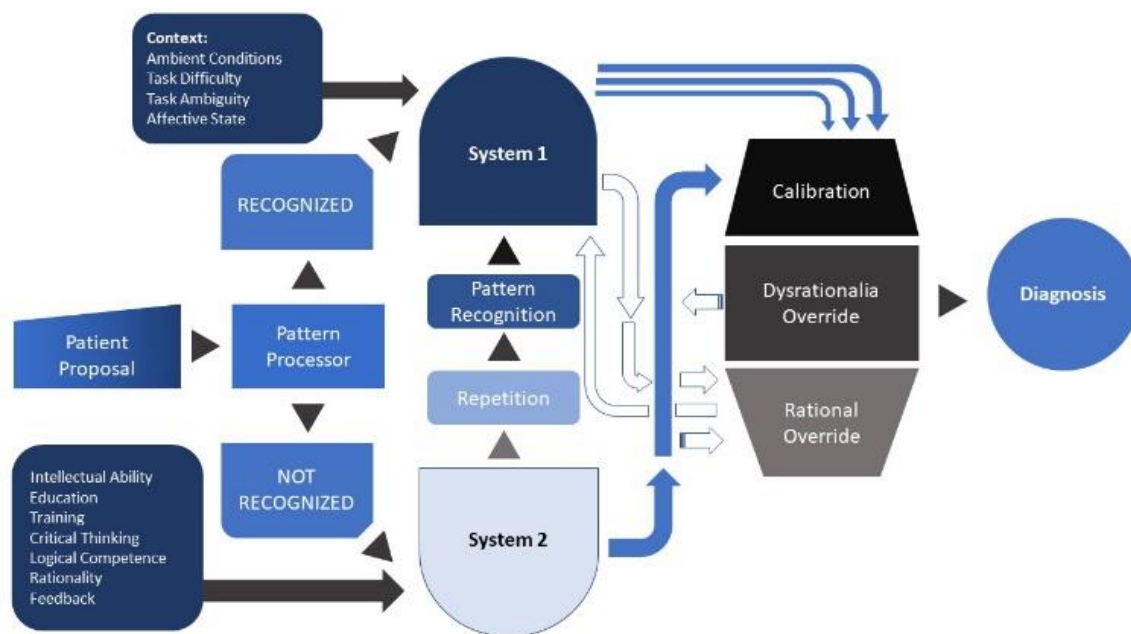 Context:
Ambient Conditions
Task Difficulty
Task Ambiguity
Affective State
System 1
RECOGNIZED
Calibration
Patient
Proposal
Pattern
Processor
Pattern
Recognition
Dysrationalia
Override
Diagnosis
Repetition
Rational
Override
NOT
RECOGNIZED
Intellectual Ability
Education
Training
Critical Thinking
Logical Competence
Rationality
Feedback
System 2